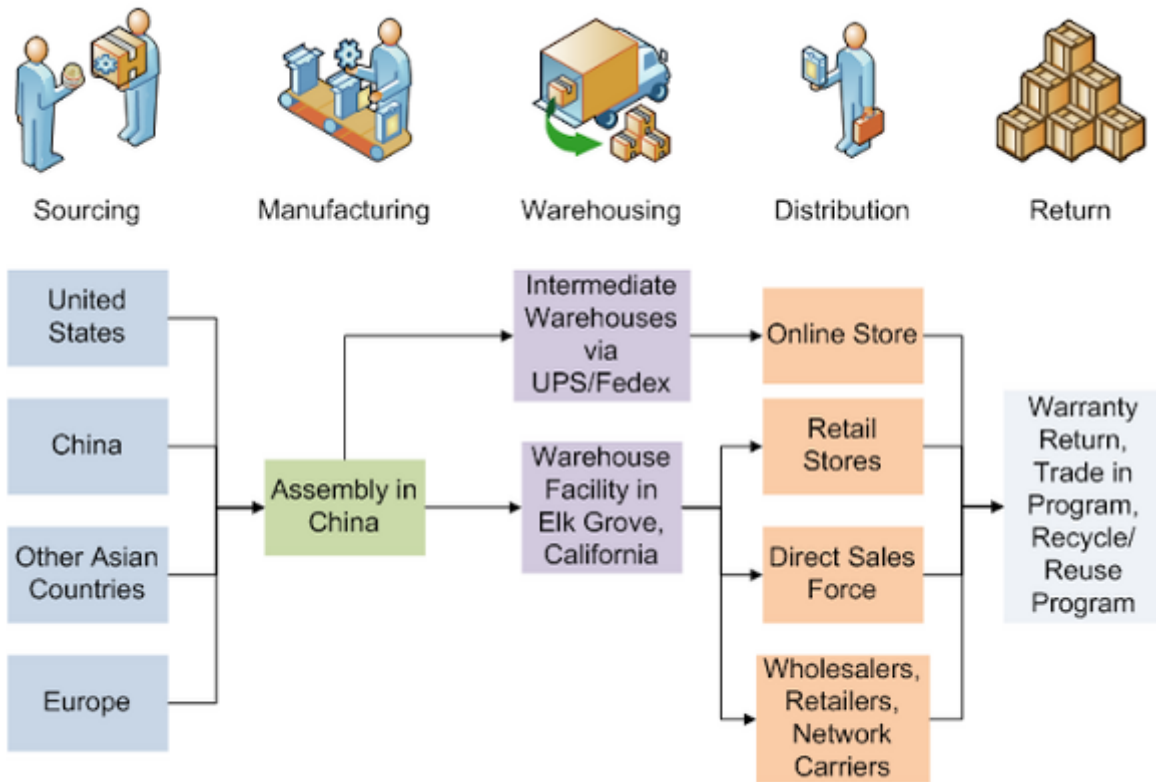 Sourcing
Manufacturing
Warehousing
Distribution
Return
United
States
China
Other Asian
Countries
Europe
Assembly in
China
Intermediate
Warehouses
via
UPS/Fedex
Warehouse
Facility in
Elk Grove,
California
Online Store
Retail
Stores
Direct Sales
Force
Wholesalers,
Retailers,
Network
Carriers
Warranty
Return,
Trade in
Program,
Recycle/
Reuse
Program